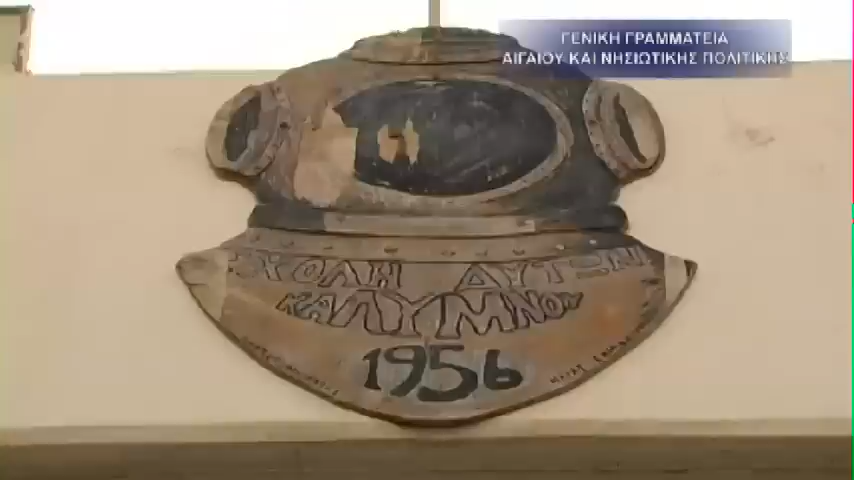 ΓΕΝΙΚΗ ΓΡΑΜΜΑΤΕΙΑ
ΑΙΓΑΙΟΥ ΚΑΙ ΝΗΣΙΩΤΙΚΗΣ ΠΟΛΙΤΙΚΗΣ
ΣΧΟΛΗ ΔΥΤΩΝ
ΚΑΛΥΜΝΟΥ
1956